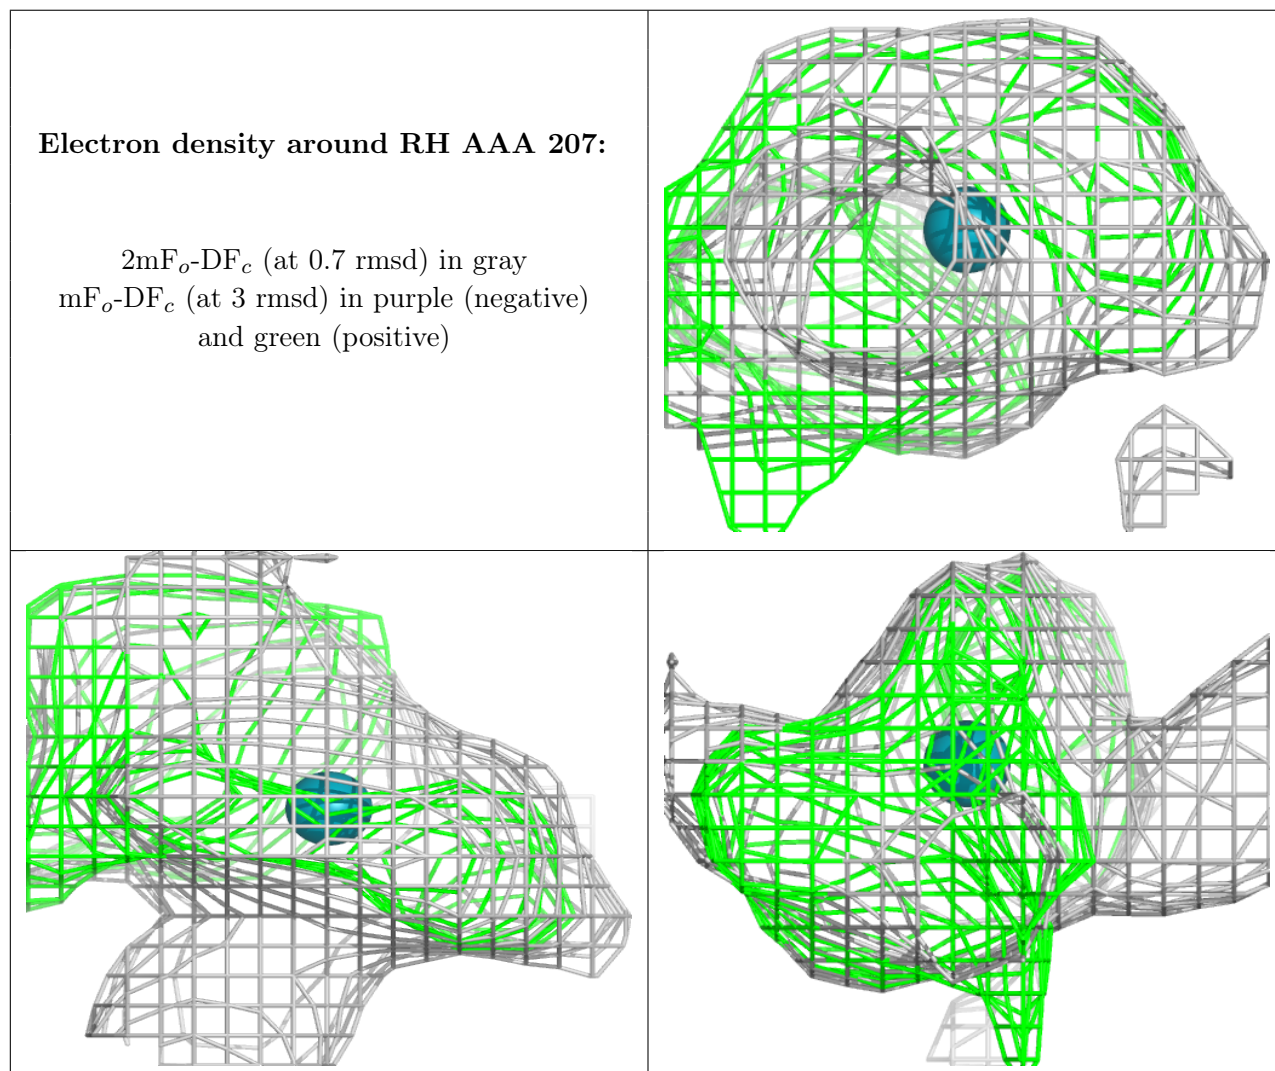 Electron density around RH AAA 207:
2mFo-DFc (at 0.7 rmsd) in gray
mFo-DFc (at 3 rmsd) in purple (negative)
and green (positive)